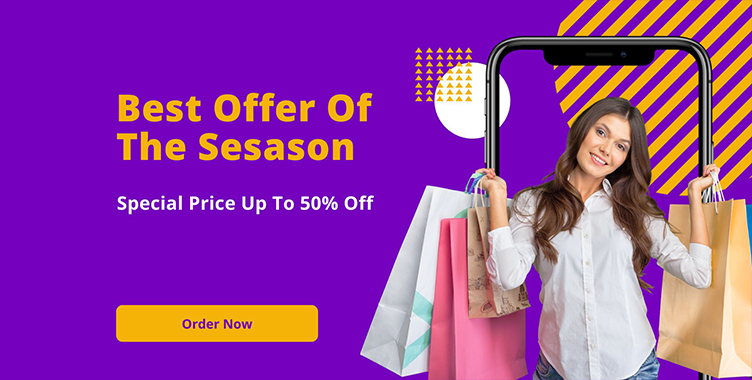 Best Offer Of
The Sesason
Special Price Up To 50% Off
Order Now